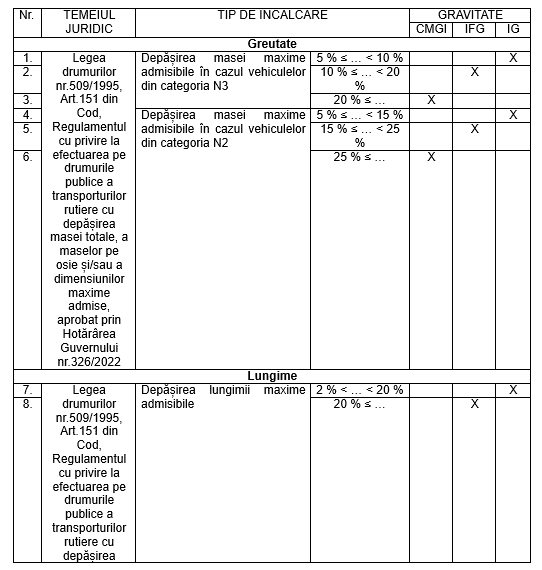 Nr. TEMEIUL JURIDIC TIP DE INCALCARE GRAVITATE
CMGI IFG IG
Greutate
1. Legea Depășirea masei maxime 5 % ≤ ... < 10 % X
2. drumurilor admisibile în cazul vehiculelor 10 % ≤ ... < 20 X
nr.509/1995, din categoria N3 %
3. Art.151 din 20 % ≤ ... X
4. Cod, Depășirea masei maxime 5 % ≤ ... < 15 % X
5. Regulamentul admisibile în cazul vehiculelor 15 % ≤ ... < 25 X
cu privire la din categoria N2 %
6. efectuarea pe 25 % ≤ ... X
drumurile
publice a
transporturilor
rutiere cu
depășirea
masei totale, a
maselor pe
osie și/sau a
dimensiunilor
maxime
admise,
aprobat prin
Hotărârea
Guvernului
nr.326/2022
Lungime
7. Legea Depășirea lungimii maxime 2 % < ... < 20 % X
8. drumurilor admisibile 20 % ≤ ... X
nr.509/1995,
Art.151 din
Cod,
Regulamentul
cu privire la
efectuarea pe
drumurile
publice a
transporturilor
rutiere cu
depășirea